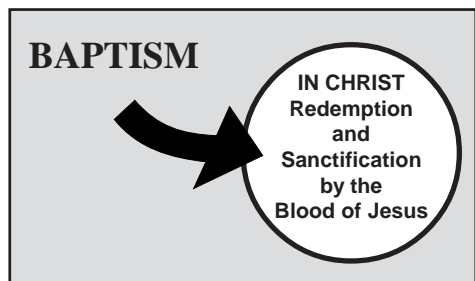 BAPTISM
IN CHRIST
Redemption
and
Sanctification
by the
Blood of Jesus